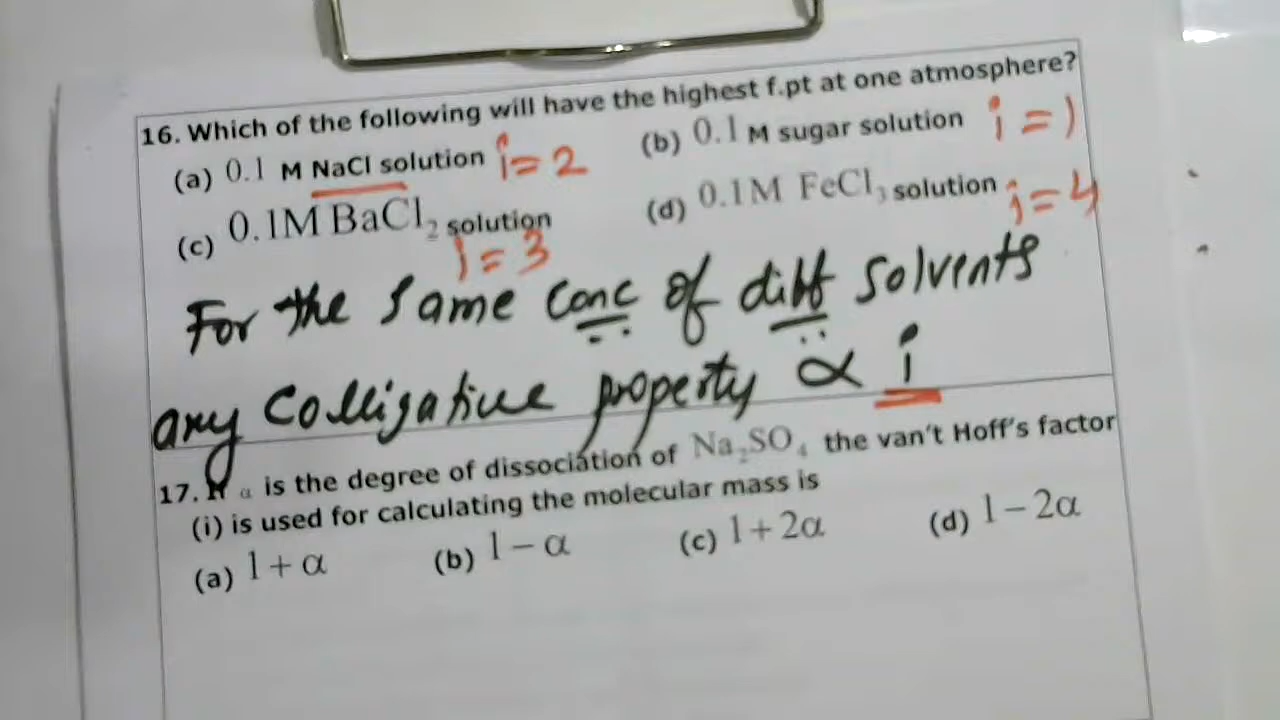 16. Which of the following will have the highest f.pt at one atmosphere?
(a) 0.1 M NaCl solution i=2 (b) 0.1 M sugar solution i=1
(c) 0.1M BaCl₂ solution i=3 (d) 0.1M FeCl₃ solution i=4
For the same conc of diff solvents
any colligative property ∝ i
17. If α is the degree of dissociation of Na₂SO₄ the van't Hoff's factor
(i) is used for calculating the molecular mass is
(a) 1+α (b) 1-α (c) 1+2α (d) 1-2α